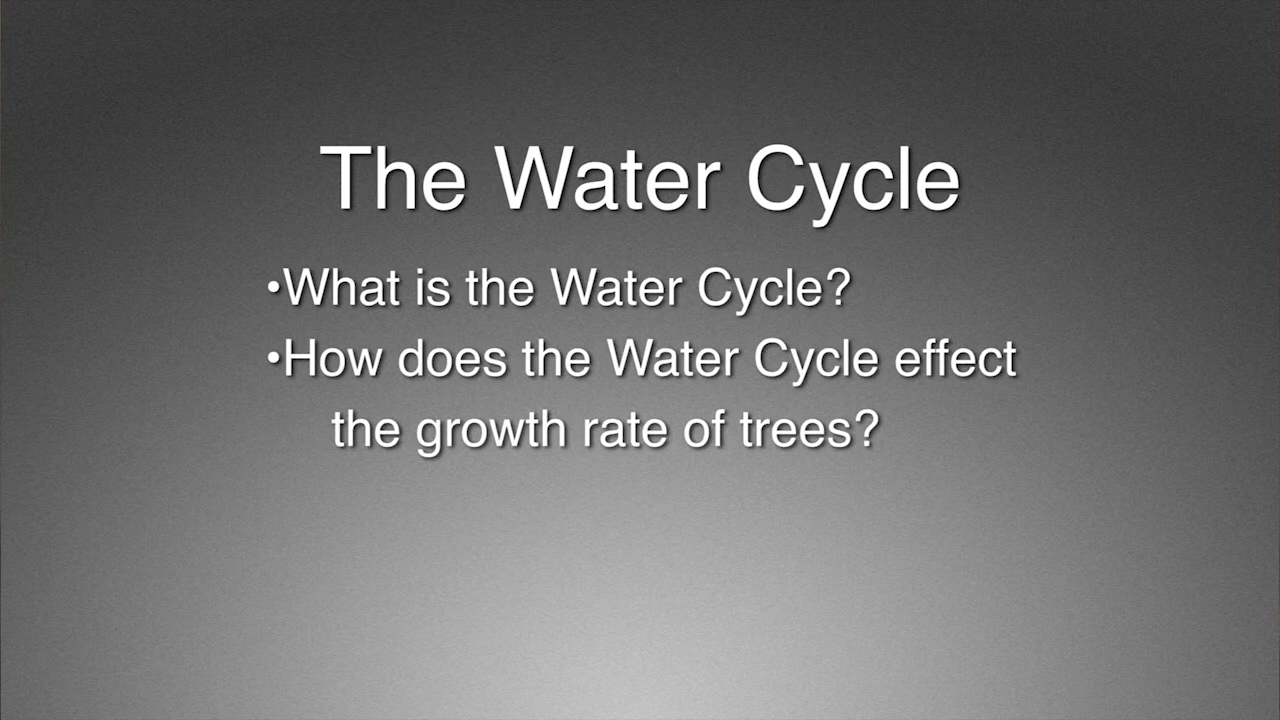 The Water Cycle
•What is the Water Cycle?
•How does the Water Cycle effect
the growth rate of trees?